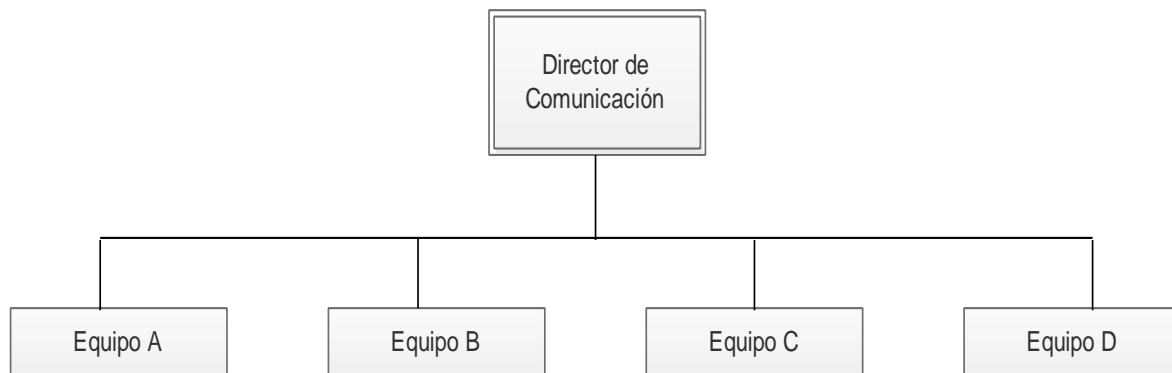 Director de
Comunicación
Equipo A
Equipo B
Equipo C
Equipo D